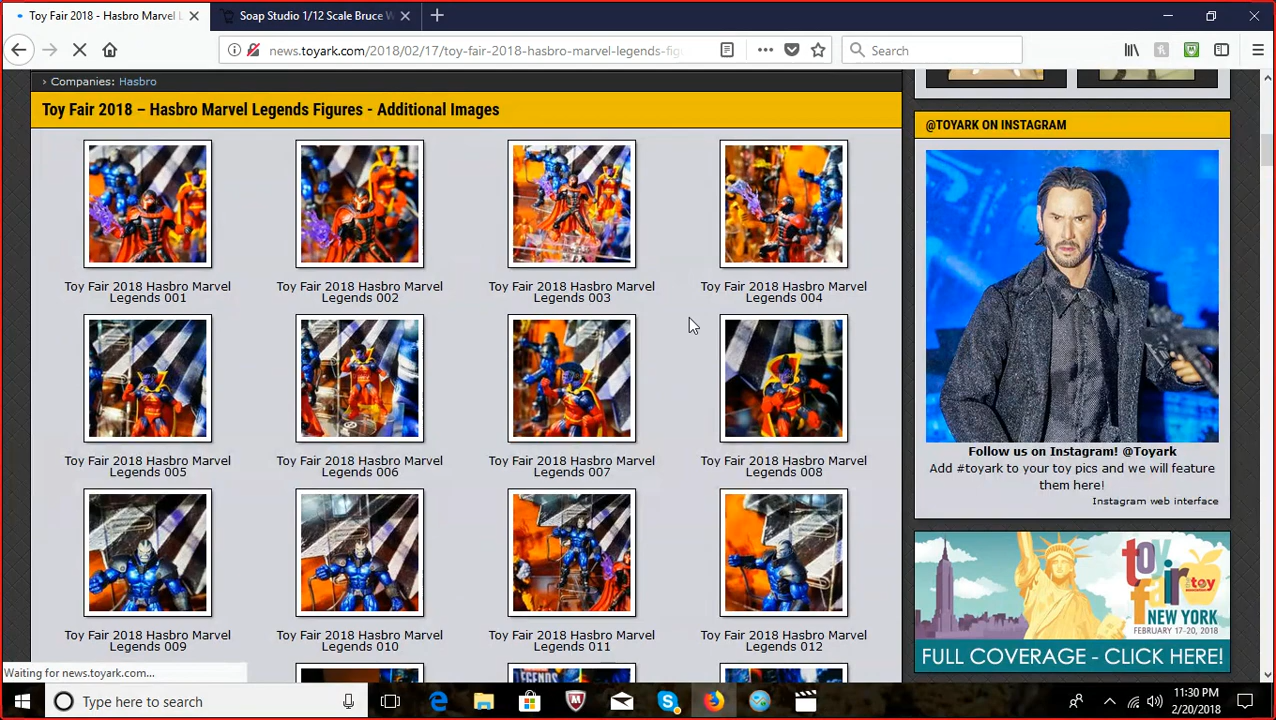 Toy Fair 2018 - Hasbro Marvel L
Soap Studio 1/12 Scale Bruce W
news.toyark.com/2018/02/17/toy-fair-2018-hasbro-marvel-legends-fig
Search
› Companies: Hasbro
Toy Fair 2018 – Hasbro Marvel Legends Figures - Additional Images
Toy Fair 2018 Hasbro Marvel
Legends 001
Toy Fair 2018 Hasbro Marvel
Legends 002
Toy Fair 2018 Hasbro Marvel
Legends 003
Toy Fair 2018 Hasbro Marvel
Legends 004
Toy Fair 2018 Hasbro Marvel
Legends 005
Toy Fair 2018 Hasbro Marvel
Legends 006
Toy Fair 2018 Hasbro Marvel
Legends 007
Toy Fair 2018 Hasbro Marvel
Legends 008
Toy Fair 2018 Hasbro Marvel
Legends 009
Toy Fair 2018 Hasbro Marvel
Legends 010
Toy Fair 2018 Hasbro Marvel
Legends 011
Toy Fair 2018 Hasbro Marvel
Legends 012
@TOYARK ON INSTAGRAM
Follow us on Instagram! @Toyark
Add #toyark to your toy pics and we will feature
them here!
Instagram web interface
toy
fair
toy
NEW YORK
FEBRUARY 17-20, 2018
FULL COVERAGE - CLICK HERE!
Waiting for news.toyark.com...
Type here to search
11:30 PM
2/20/2018